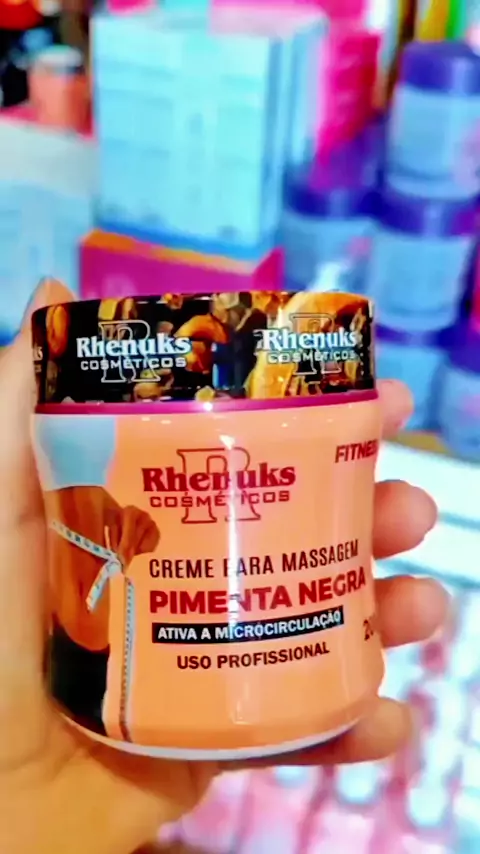 Rhenuks
COSMÉTICOS
Rhenuks
COSMÉTICOS
FITNES
Rhenuks
COSMÉTICOS
CREME PARA MASSAGEM
PIMENTA NEGRA
ATIVA A MICROCIRCULAÇÃO
USO PROFISSIONAL